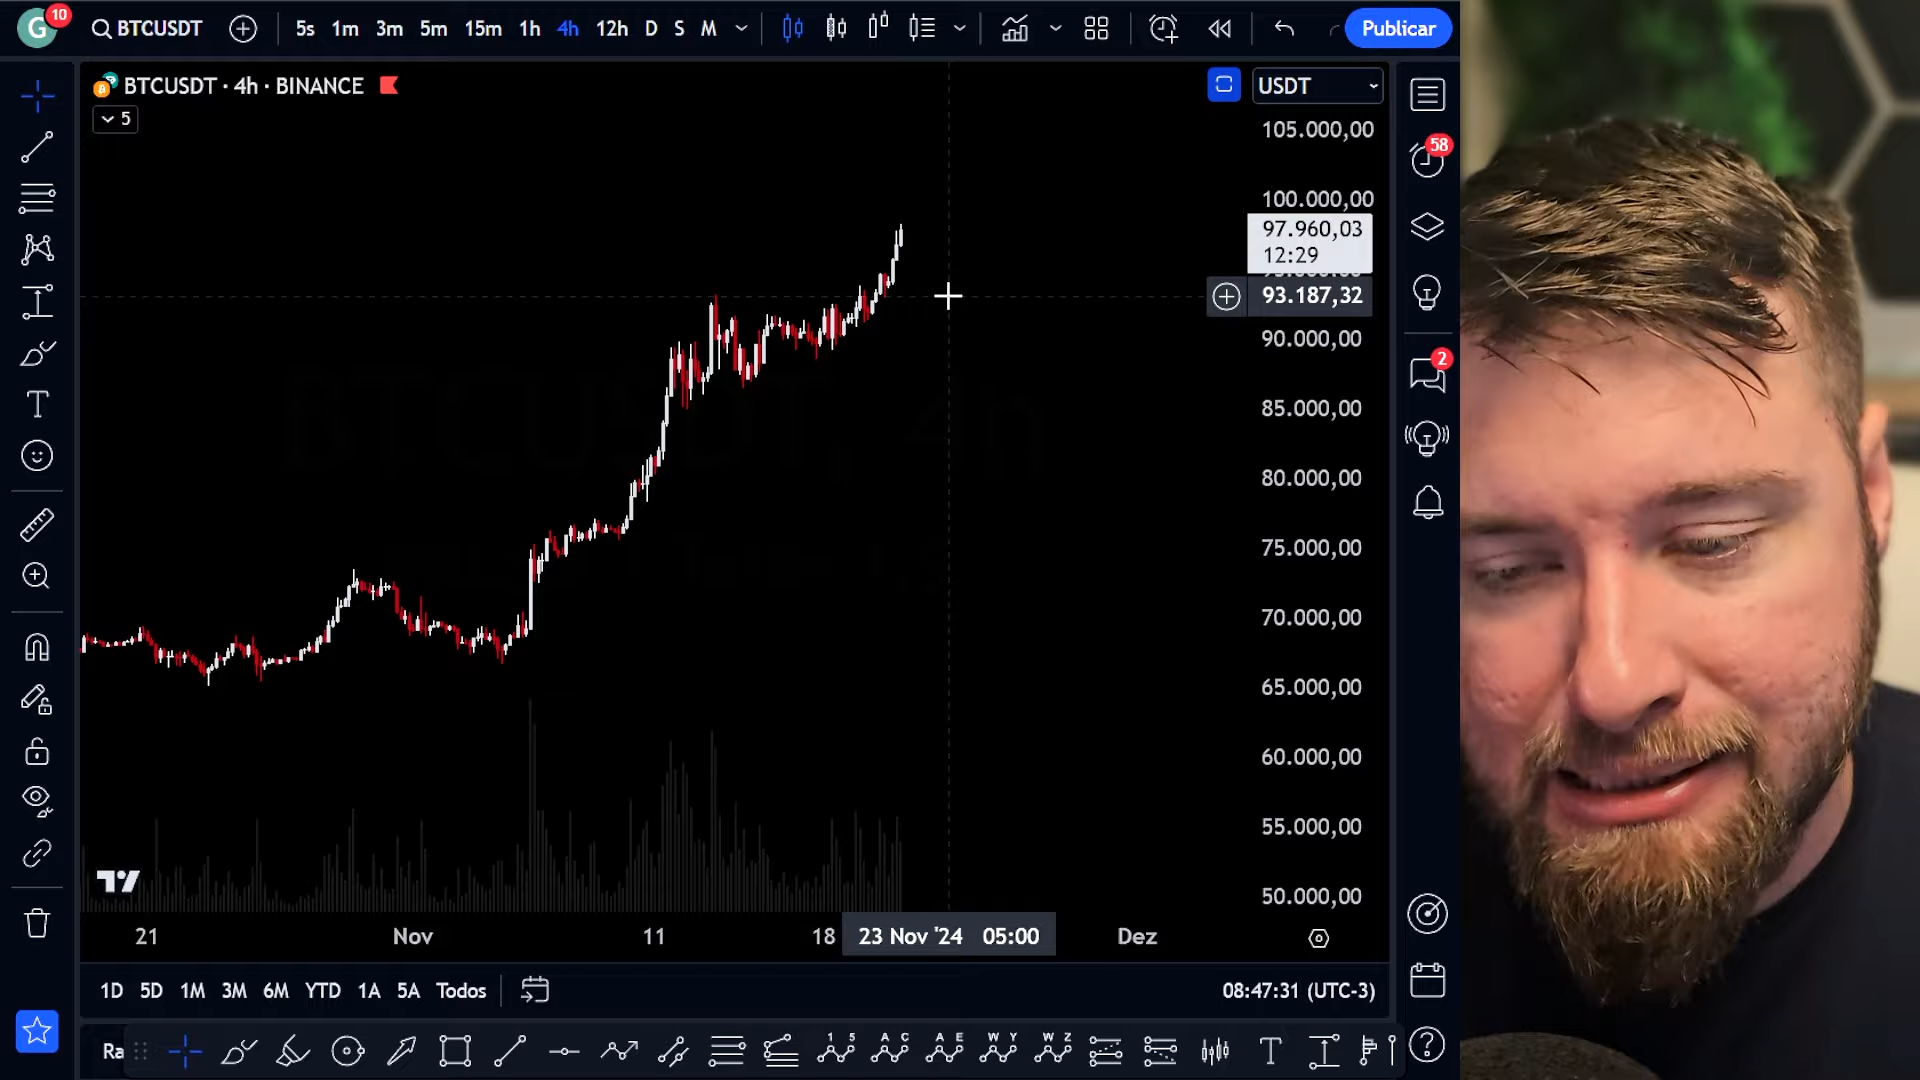 G 10 BTCUSDT 5s 1m 3m 5m 15m 1h 4h 12h D S M Publicar
BTCUSDT · 4h · BINANCE USDT
5
105.000,00
100.000,00
97.960,03
12:29
93.187,32
90.000,00
85.000,00
80.000,00
75.000,00
70.000,00
65.000,00
60.000,00
55.000,00
50.000,00
58
2
BTCUSDT, 4h
21 Nov 11 18 23 Nov '24 05:00 Dez
1D 5D 1M 3M 6M YTD 1A 5A Todos 08:47:31 (UTC-3)
Ra 1 5 A C A E W Y W Z T